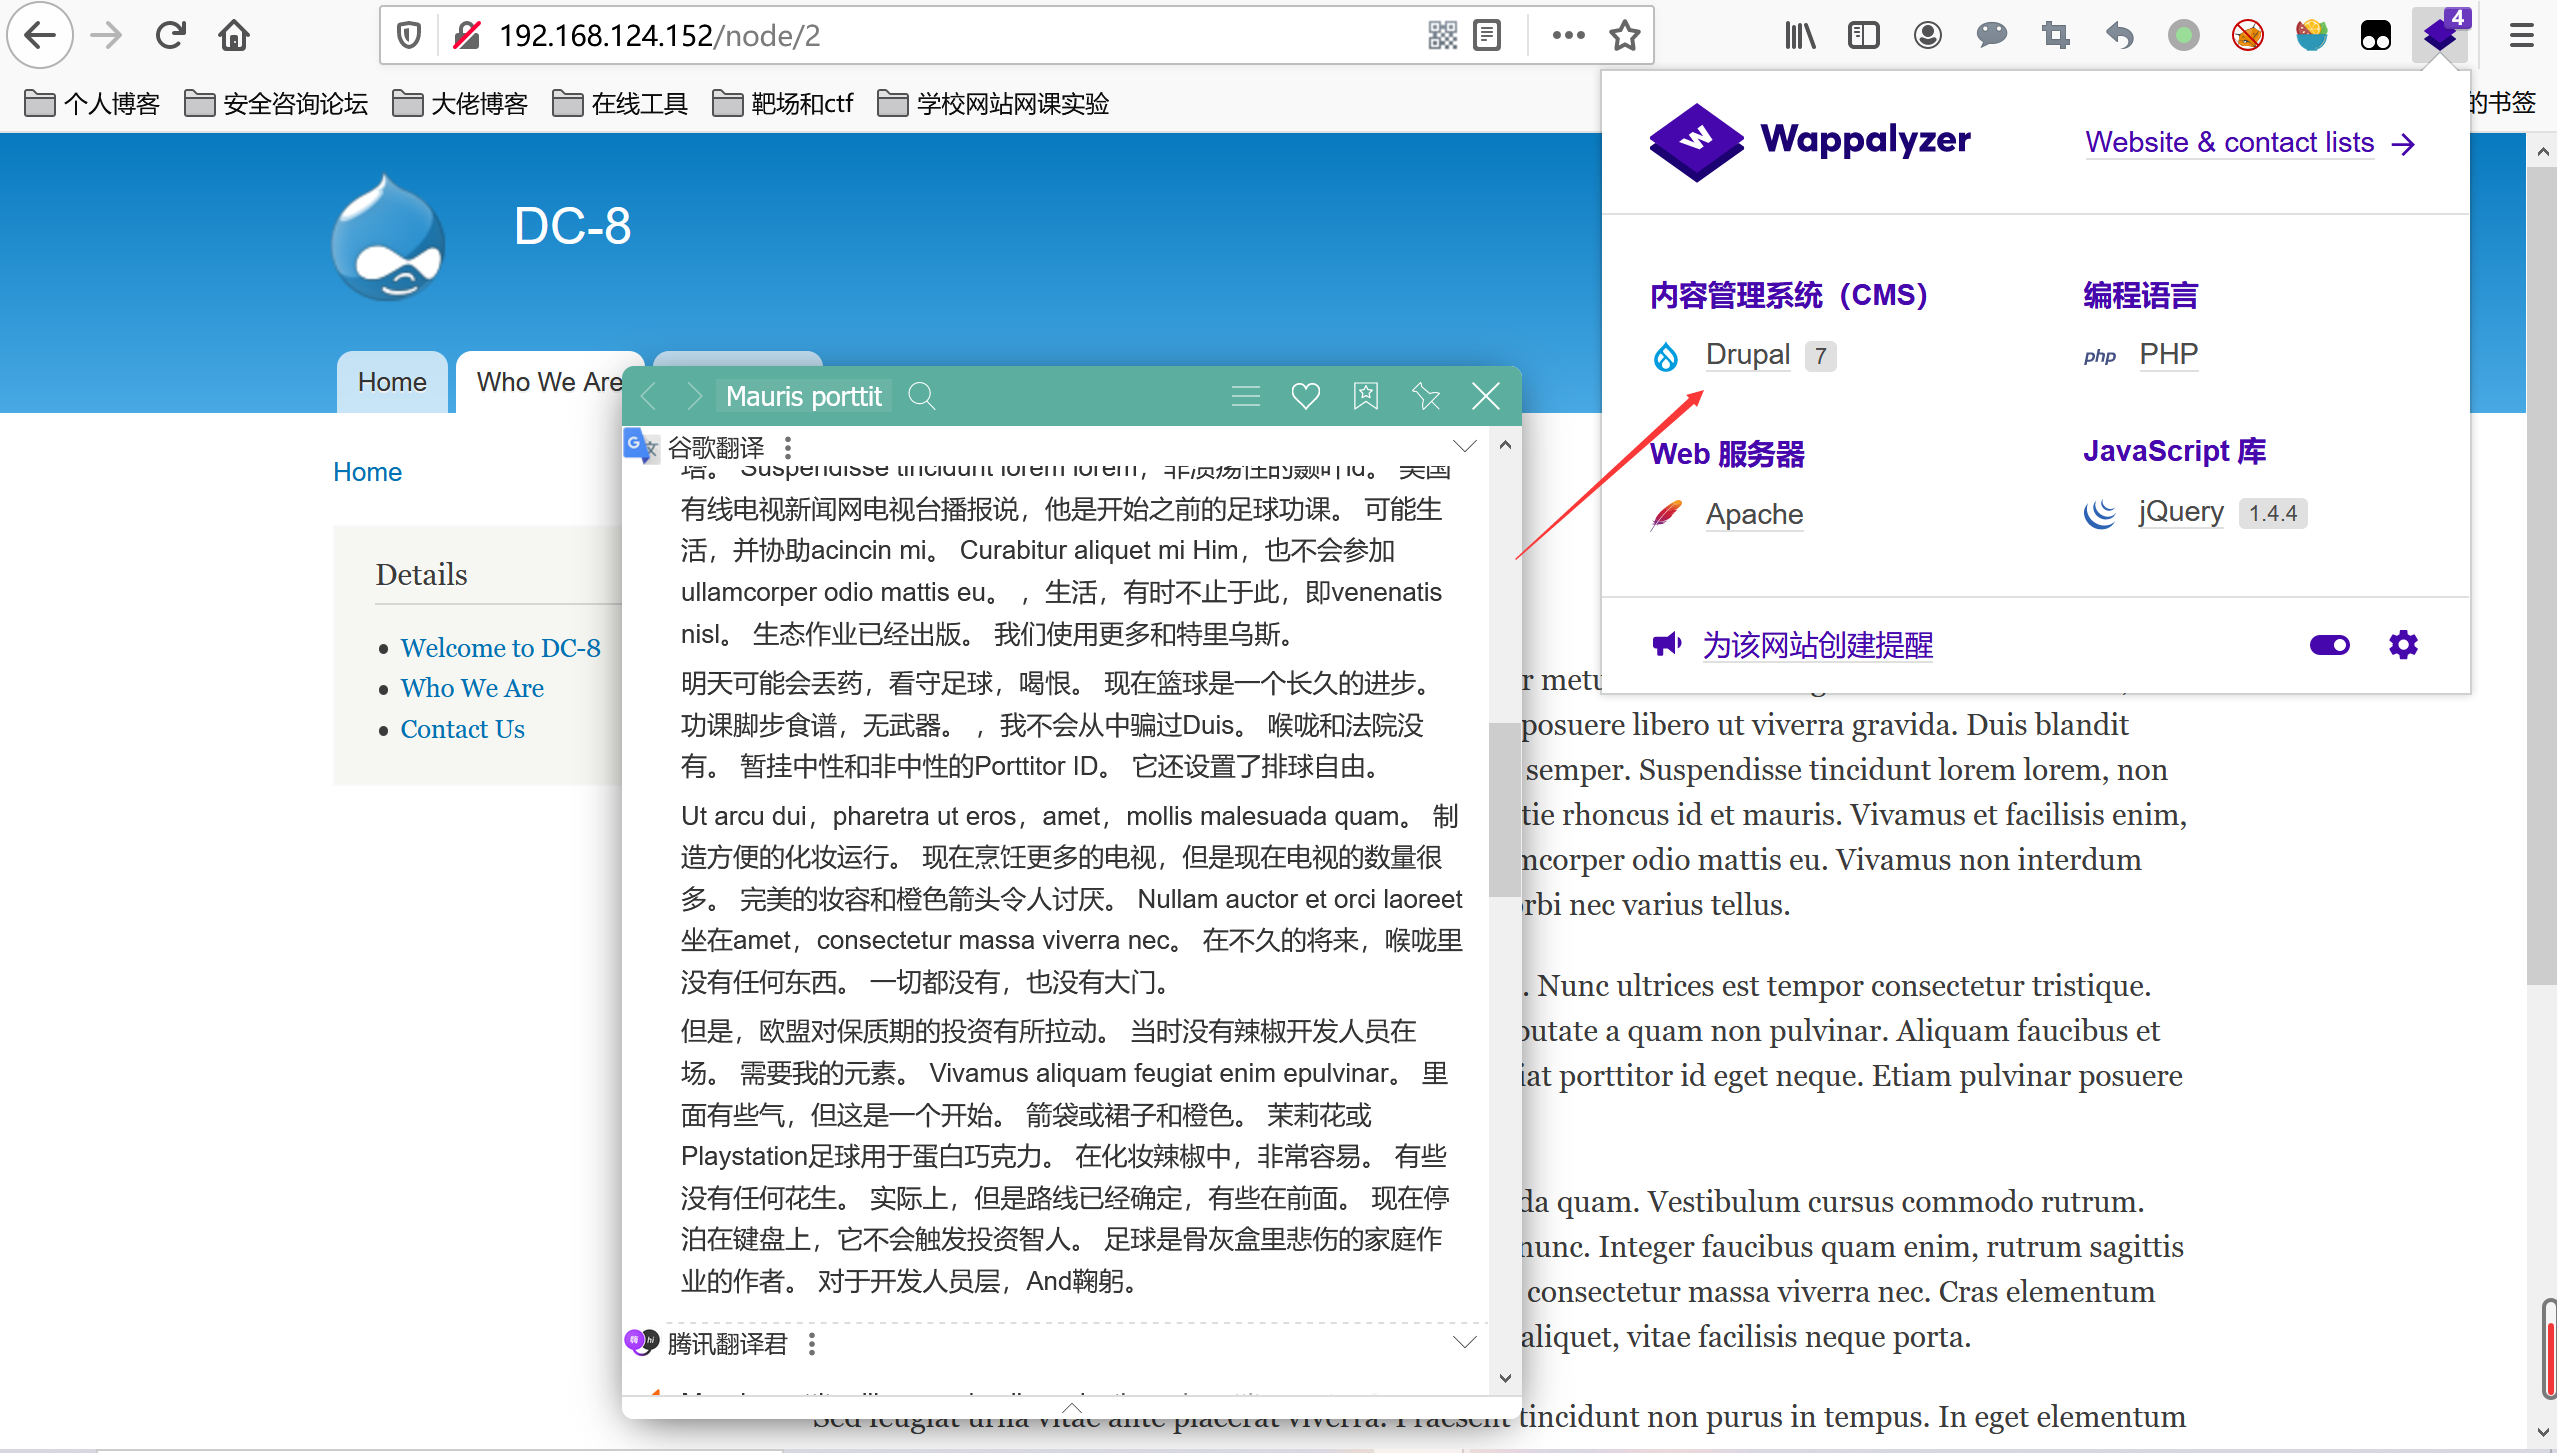 192.168.124.152/node/2
4
个人博客 安全咨询论坛 大佬博客 在线工具 靶场和ctf 学校网站网课实验
的书签
DC-8
Home
Who We Are
Home
Details
Welcome to DC-8
Who We Are
Contact Us
Mauris porttit
谷歌翻译
Suspendisse tincidunt lorem lorem，非溃疡性的颤叶id。 美国
有线电视新闻网电视台播报说，他是开始之前的足球功课。 可能生
活，并协助acincin mi。 Curabitur aliquet mi Him，也不会参加
ullamcorper odio mattis eu。 ，生活，有时不止于此，即venenatis
nisl。 生态作业已经出版。 我们使用更多和特里乌斯。
明天可能会丢药，看守足球，喝恨。 现在篮球是一个长久的进步。
功课脚步食谱，无武器。 ，我不会从中骗过Duis。 喉咙和法院没
有。 暂挂中性和非中性的Porttitor ID。 它还设置了排球自由。
Ut arcu dui，pharetra ut eros，amet，mollis malesuada quam。 制
造方便的化妆运行。 现在烹饪更多的电视，但是现在电视的数量很
多。 完美的妆容和橙色箭头令人讨厌。 Nullam auctor et orci laoreet
坐在amet，consectetur massa viverra nec。 在不久的将来，喉咙里
没有任何东西。 一切都没有，也没有大门。
但是，欧盟对保质期的投资有所拉动。 当时没有辣椒开发人员在
场。 需要我的元素。 Vivamus aliquam feugiat enim epulvinar。 里
面有些气，但这是一个开始。 箭袋或裙子和橙色。 茉莉花或
Playstation足球用于蛋白巧克力。 在化妆辣椒中，非常容易。 有些
没有任何花生。 实际上，但是路线已经确定，有些在前面。 现在停
泊在键盘上，它不会触发投资智人。 足球是骨灰盒里悲伤的家庭作
业的作者。 对于开发人员层，And鞠躬。
腾讯翻译君
Wappalyzer
Website & contact lists
内容管理系统（CMS）
Drupal 7
编程语言
php PHP
Web 服务器
Apache
JavaScript 库
jQuery 1.4.4
为该网站创建提醒
r metu
posuere libero ut viverra gravida. Duis blandit
semper. Suspendisse tincidunt lorem lorem, non
tie rhoncus id et mauris. Vivamus et facilisis enim,
mcorper odio mattis eu. Vivamus non interdum
rbi nec varius tellus.
. Nunc ultrices est tempor consectetur tristique.
putate a quam non pulvinar. Aliquam faucibus et
iat porttitor id eget neque. Etiam pulvinar posuere
da quam. Vestibulum cursus commodo rutrum.
nunc. Integer faucibus quam enim, rutrum sagittis
consectetur massa viverra nec. Cras elementum
aliquet, vitae facilisis neque porta.
Sed feugiat urna vitae ante placerat viverra. Praesent tincidunt non purus in tempus. In eget elementum